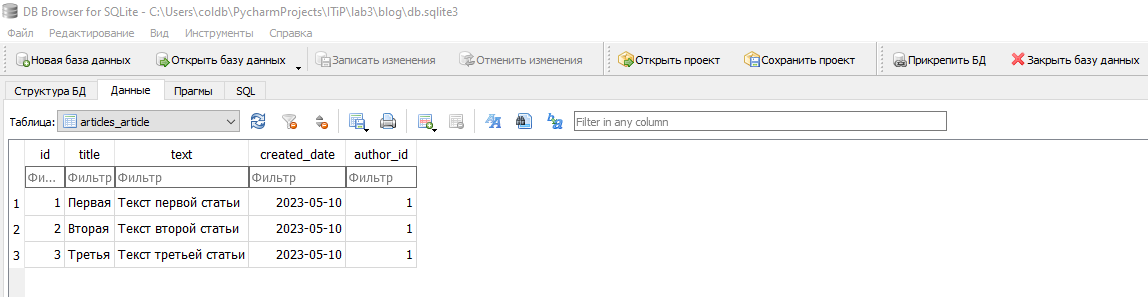 DB Browser for SQLite - C:\Users\coldb\PycharmProjects\ITiP\lab3\blog\db.sqlite3
Файл Редактирование Вид Инструменты Справка
Новая база данных Открыть базу данных Записать изменения Отменить изменения Открыть проект Сохранить проект Прикрепить БД Закрыть базу данных
Структура БД Данные Прагмы SQL
Таблица: articles_article Filter in any column
id title text created_date author_id
Фи... Фильтр Фильтр Фильтр Фильтр
1 1 Первая Текст первой статьи 2023-05-10 1
2 2 Вторая Текст второй статьи 2023-05-10 1
3 3 Третья Текст третьей статьи 2023-05-10 1